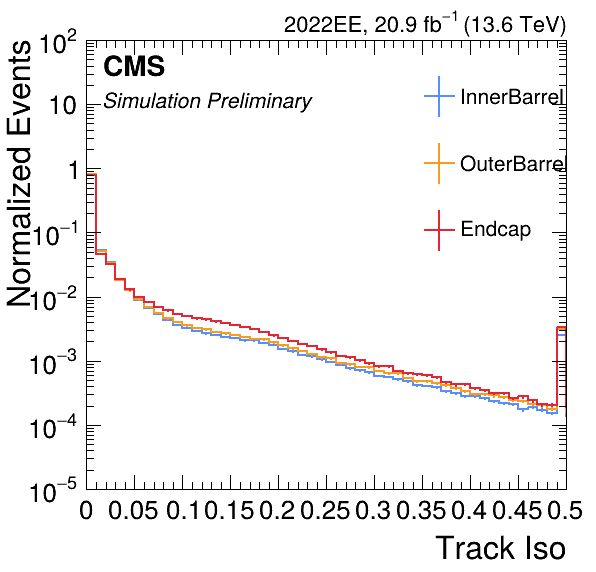 2022EE, 20.9 fb⁻¹ (13.6 TeV)
CMS
Simulation Preliminary
InnerBarrel
OuterBarrel
Endcap
Normalized Events
10²
10
1
10⁻¹
10⁻²
10⁻³
10⁻⁴
10⁻⁵
0 0.05 0.1 0.15 0.2 0.25 0.3 0.35 0.4 0.45 0.5
Track Iso